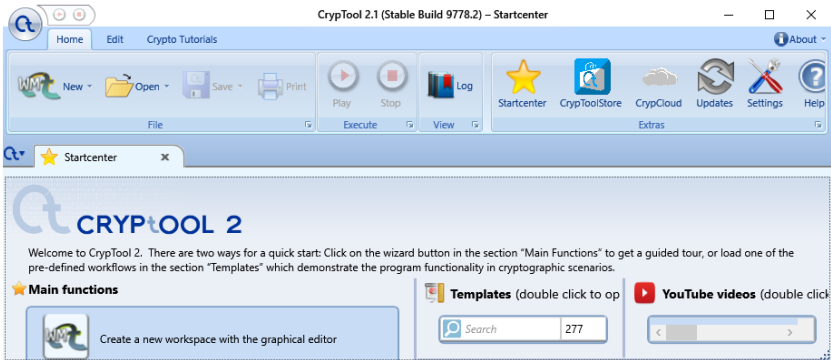 CrypTool 2.1 (Stable Build 9778.2) – Startcenter
Home Edit Crypto Tutorials About
New Open Save Print Play Stop Log Startcenter CrypToolStore CrypCloud Updates Settings Help
File Execute View Extras
Startcenter
CRYPtOOL 2
Welcome to CrypTool 2. There are two ways for a quick start: Click on the wizard button in the section "Main Functions" to get a guided tour, or load one of the
pre-defined workflows in the section "Templates" which demonstrate the program functionality in cryptographic scenarios.
Main functions Templates (double click to op YouTube videos (double click
Search 277
Create a new workspace with the graphical editor